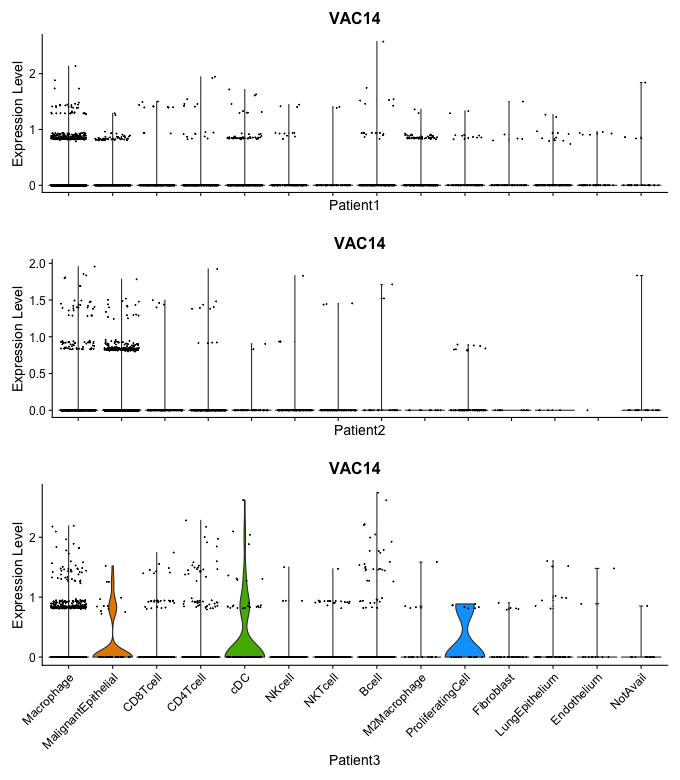 VAC14
Expression Level
2
1
0
Patient1
VAC14
Expression Level
2.0
1.5
1.0
0.5
0.0
Patient2
VAC14
Expression Level
2
1
0
Macrophage
MalignantEpithelial
CD8Tcell
CD4Tcell
cDC
NKcell
NKTcell
Bcell
M2Macrophage
ProliferatingCell
Fibroblast
LungEpithelium
Endothelium
NotAvail
Patient3